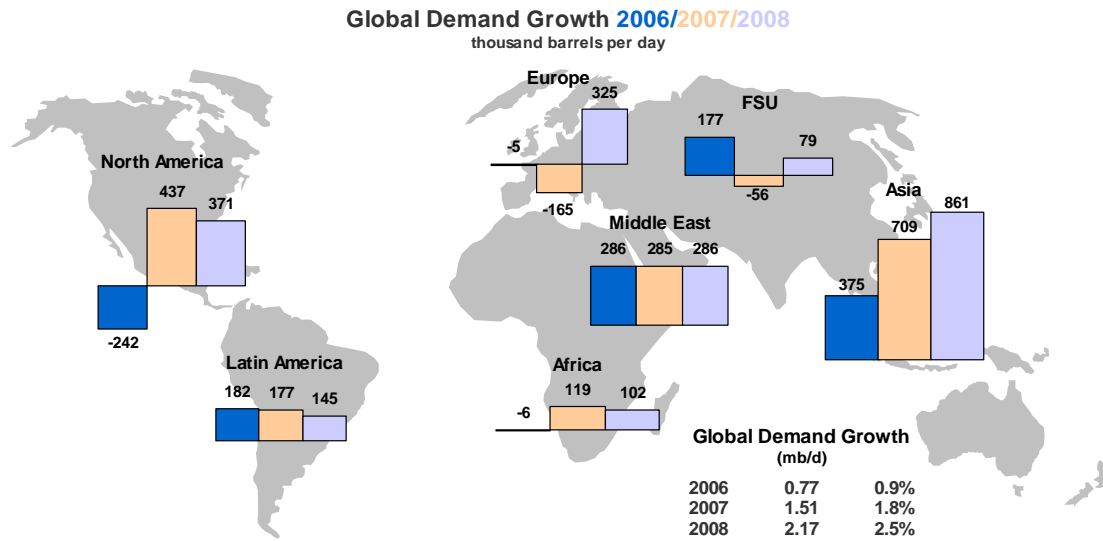 Global Demand Growth 2006/2007/2008
thousand barrels per day
North America
437
371
-242
Latin America
182 177 145
Europe
325
-5
-165
FSU
177
79
-56
Middle East
286 285 286
Asia
861
709
375
Africa
119
102
-6
Global Demand Growth
(mb/d)
2006 0.77 0.9%
2007 1.51 1.8%
2008 2.17 2.5%